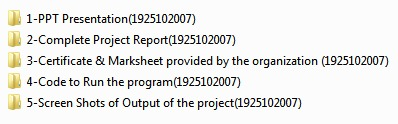 1-PPT Presentation(1925102007)
2-Complete Project Report(1925102007)
3-Certificate & Marksheet provided by the organization (1925102007)
4-Code to Run the program(1925102007)
5-Screen Shots of Output of the project(1925102007)